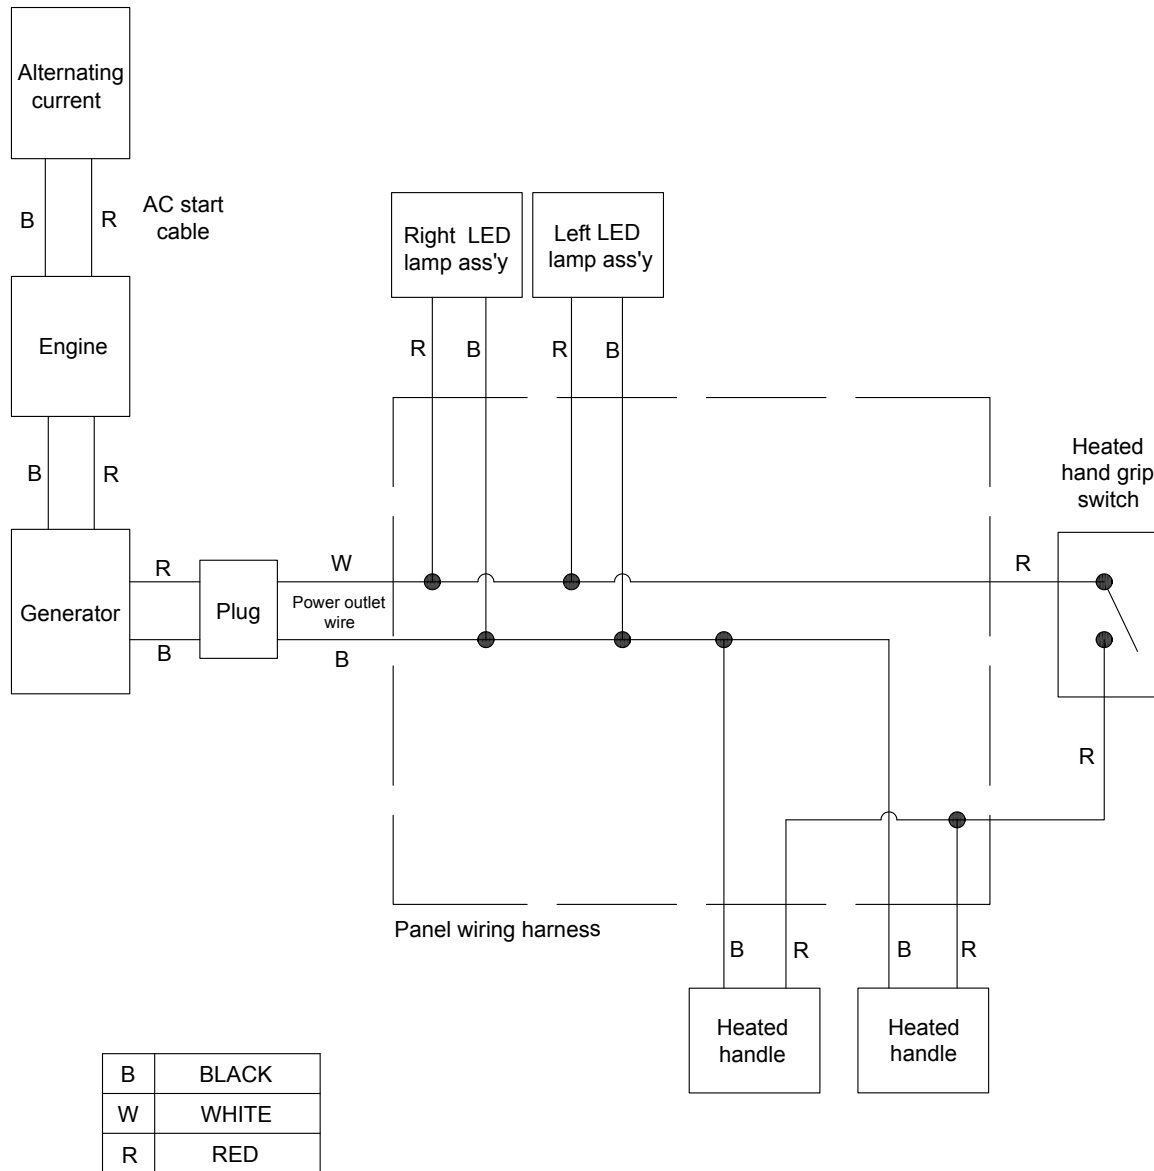 Alternating
current
B
R
AC start
cable
Engine
B
R
Generator
R
B
Plug
W
Power outlet
wire
B
Right LED
lamp ass'y
Left LED
lamp ass'y
R
B
R
B
Heated
hand grip
switch
R
R
Panel wiring harness
B
R
B
R
Heated
handle
Heated
handle
B BLACK
W WHITE
R RED